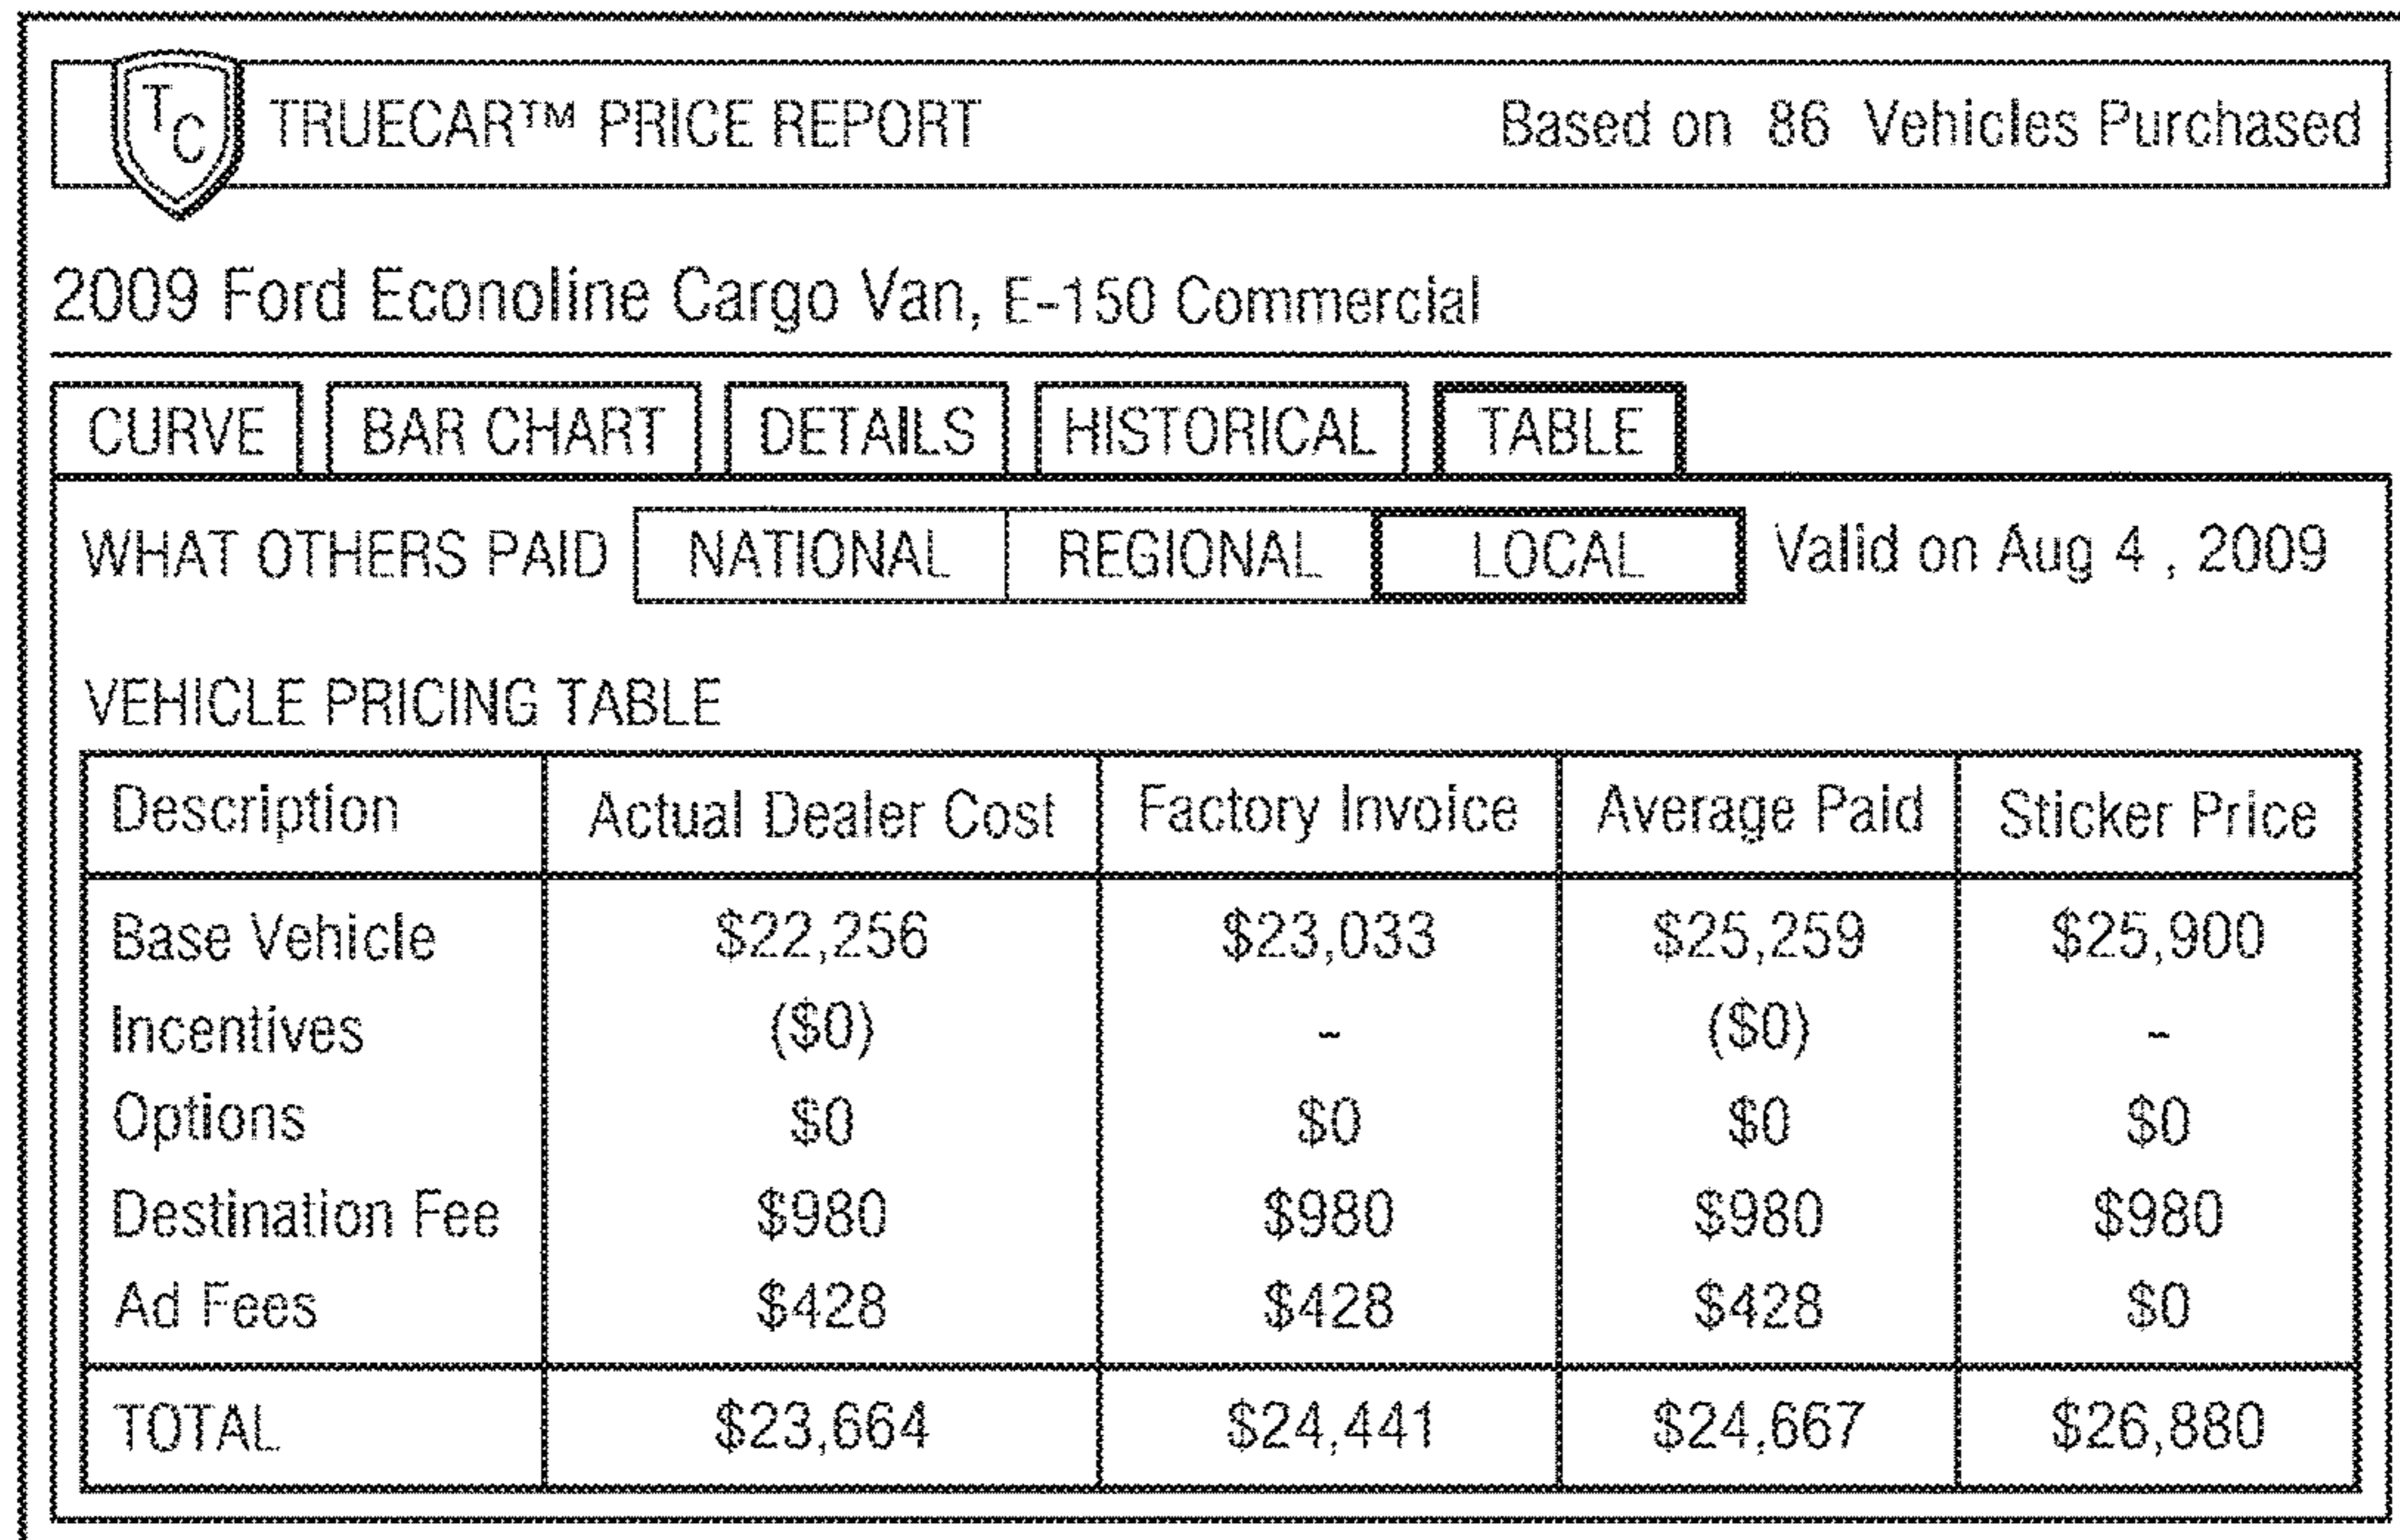 TC TRUECAR™ PRICE REPORT Based on 86 Vehicles Purchased
2009 Ford Econoline Cargo Van, E-150 Commercial
CURVE BAR CHART DETAILS HISTORICAL TABLE
WHAT OTHERS PAID NATIONAL REGIONAL LOCAL Valid on Aug 4 , 2009
VEHICLE PRICING TABLE
Description Actual Dealer Cost Factory Invoice Average Paid Sticker Price
Base Vehicle $22,256 $23,033 $25,259 $25,900
Incentives ($0) - ($0) -
Options $0 $0 $0 $0
Destination Fee $980 $980 $980 $980
Ad Fees $428 $428 $428 $0
TOTAL $23,664 $24,441 $24,667 $26,880